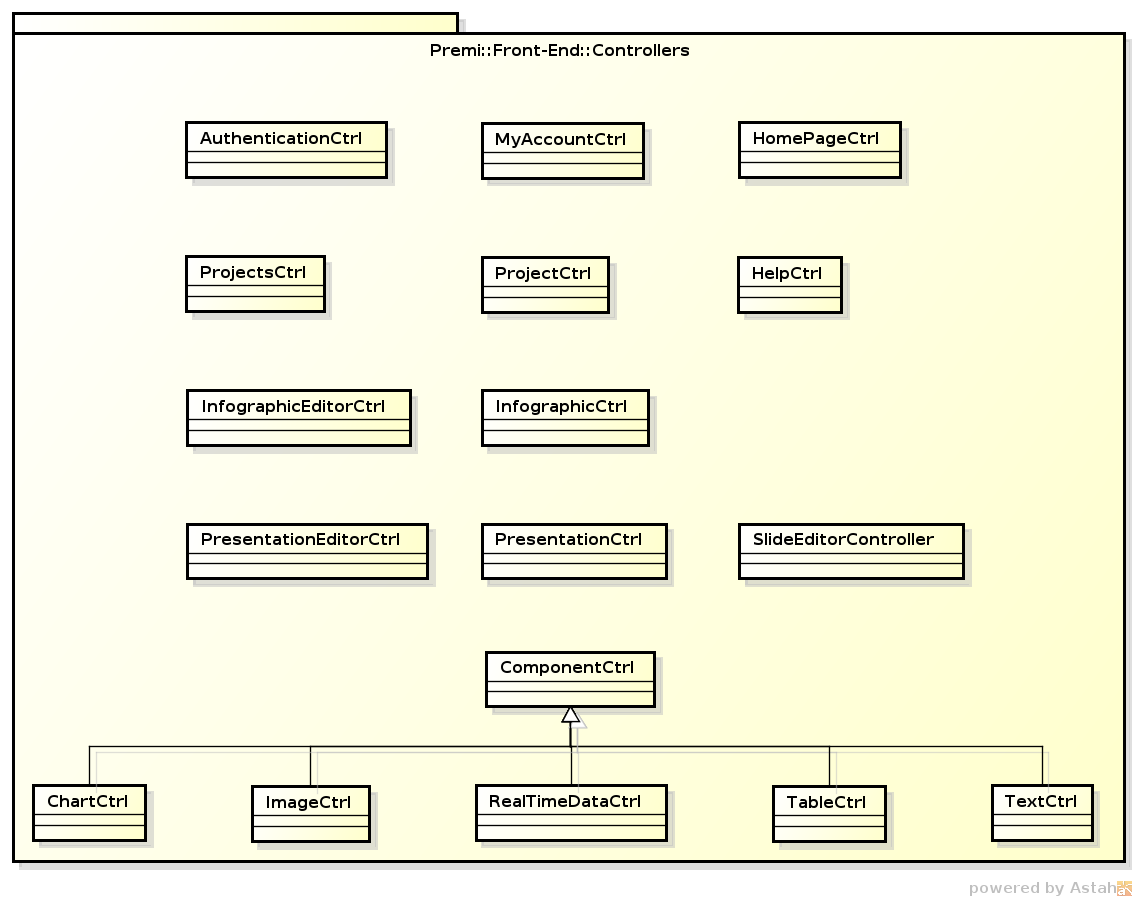 Premi::Front-End::Controllers
AuthenticationCtrl
MyAccountCtrl
HomePageCtrl
ProjectsCtrl
ProjectCtrl
HelpCtrl
InfographicEditorCtrl
InfographicCtrl
PresentationEditorCtrl
PresentationCtrl
SlideEditorController
ComponentCtrl
ChartCtrl
ImageCtrl
RealTimeDataCtrl
TableCtrl
TextCtrl
powered by Astah